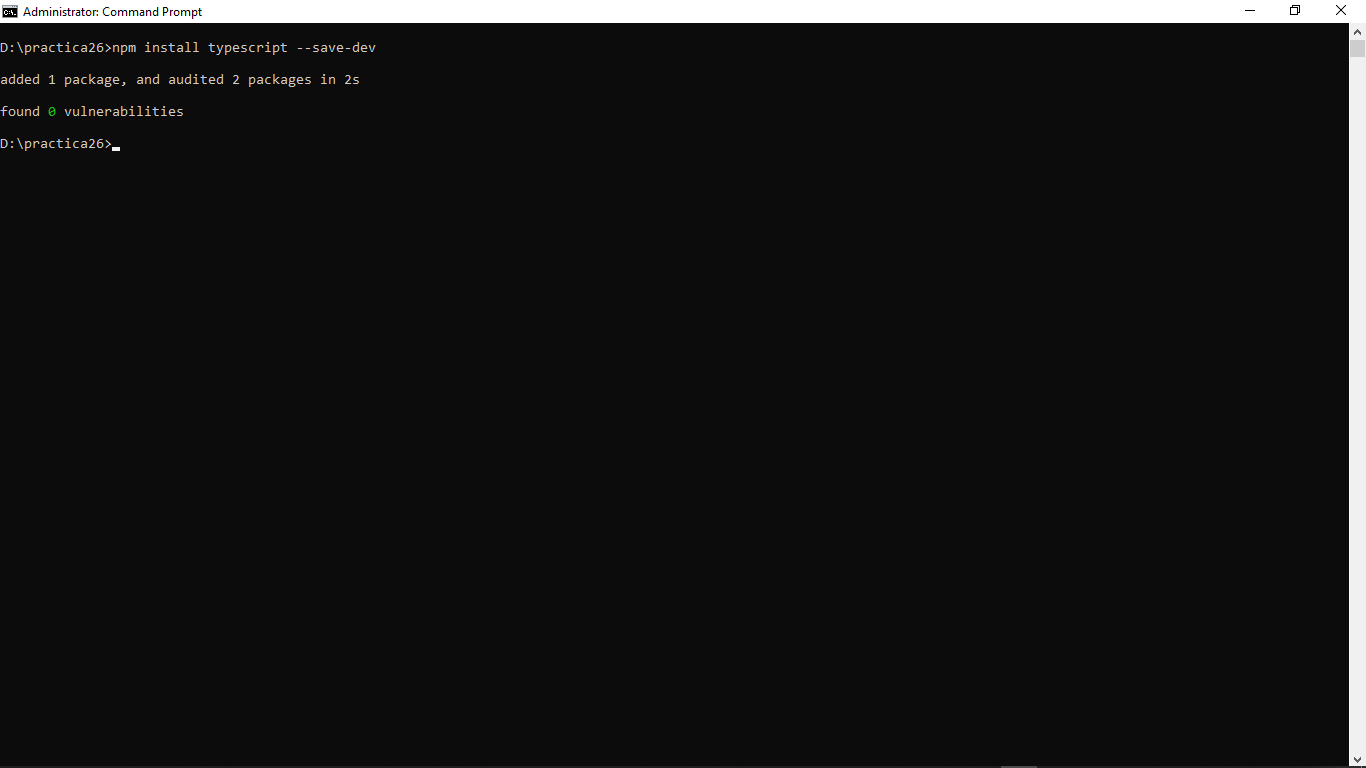 Administrator: Command Prompt
D:\practica26>npm install typescript --save-dev
added 1 package, and audited 2 packages in 2s
found 0 vulnerabilities
D:\practica26>